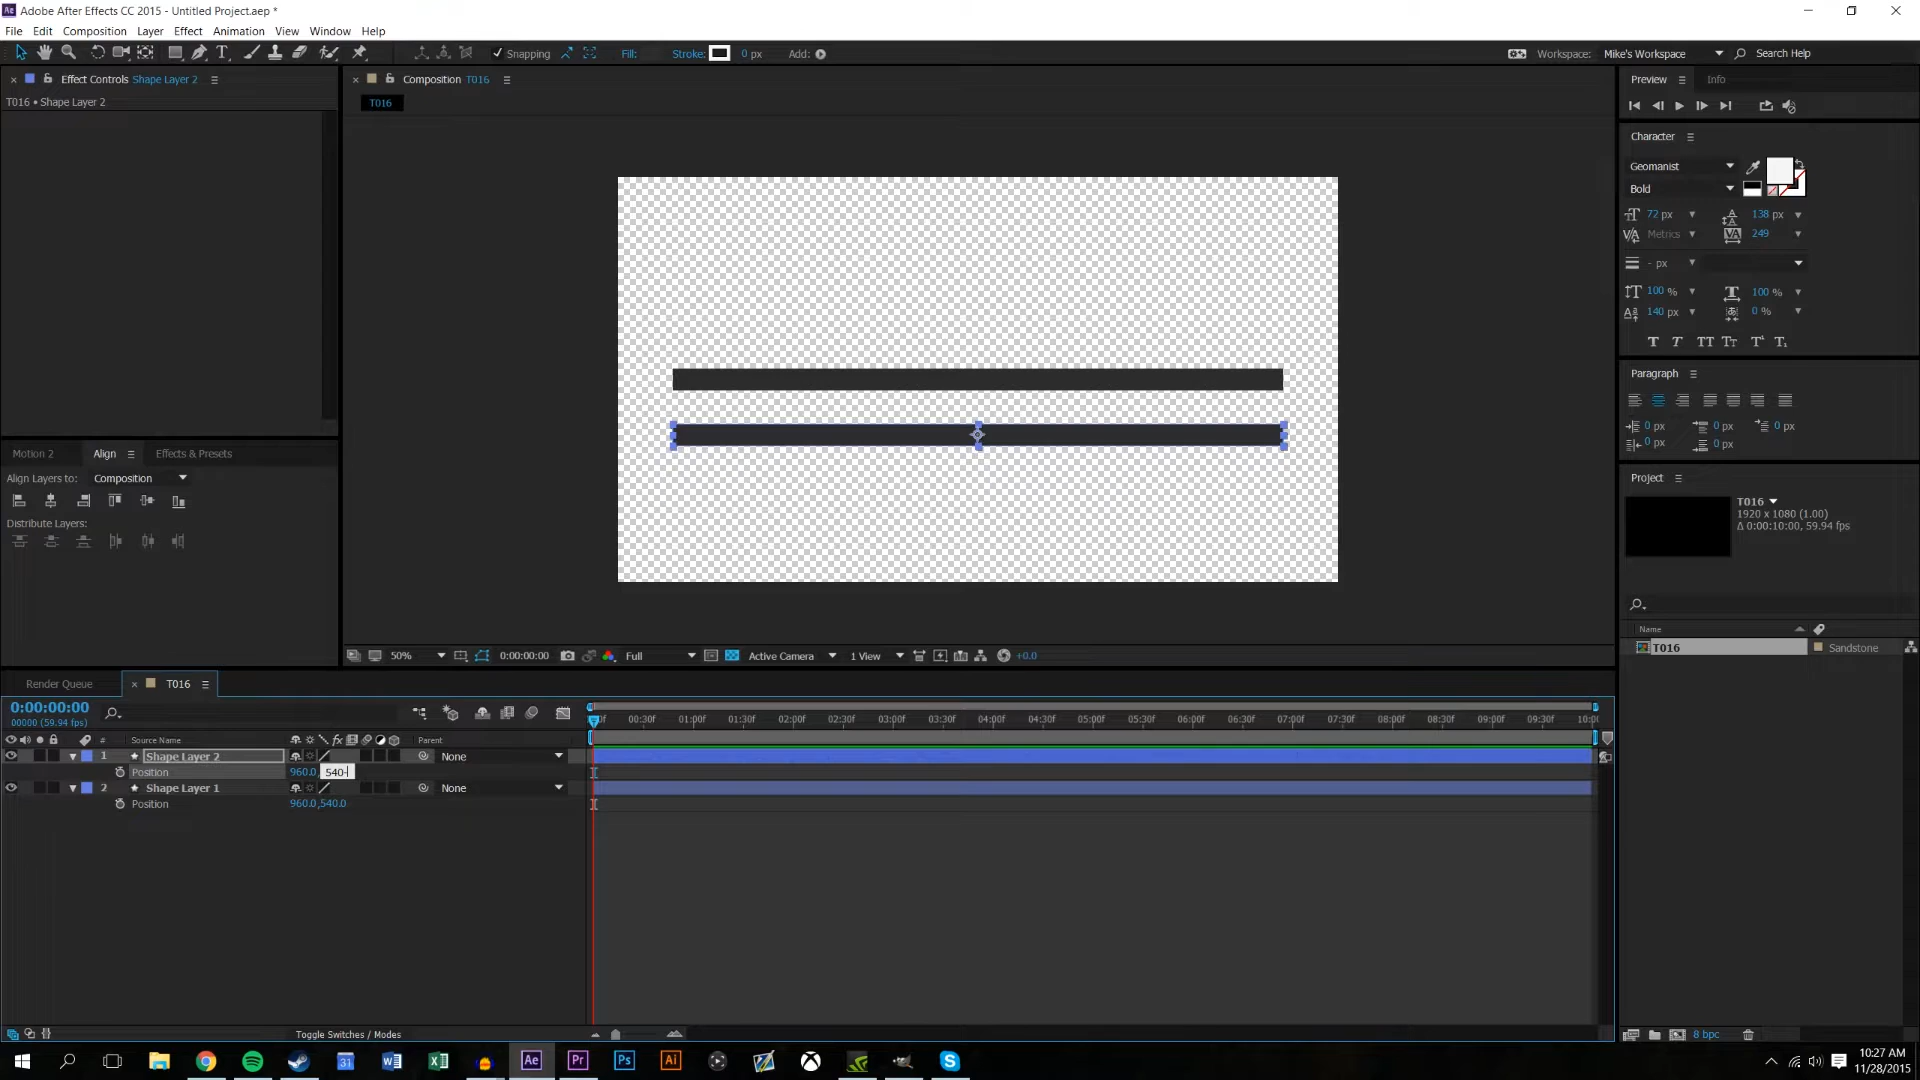 Adobe After Effects CC 2015 - Untitled Project.aep *
File Edit Composition Layer Effect Animation View Window Help
Snapping Fill: Stroke: 0 px Add: Workspace: Mike's Workspace Search Help
Effect Controls Shape Layer 2
T016 • Shape Layer 2
Composition T016
T016
Preview Info
Character
Geomanist
Bold
72 px 138 px
Metrics 249
- px
100 % 100 %
140 px 0 %
Paragraph
0 px 0 px 0 px
0 px 0 px
Motion 2 Align Effects & Presets
Align Layers to: Composition
Distribute Layers:
Project
T016
1920 x 1080 (1.00)
Δ 0:00:10:00, 59.94 fps
Name
T016 Sandstone
50% 0:00:00:00 Full Active Camera 1 View +0.0
Render Queue T016
0:00:00:00
00000 (59.94 fps)
00:30f 01:00f 01:30f 02:00f 02:30f 03:00f 03:30f 04:00f 04:30f 05:00f 05:30f 06:00f 06:30f 07:00f 07:30f 08:00f 08:30f 09:00f 09:30f
# Source Name Parent
1 Shape Layer 2 None
Position 960.0, 540-
2 Shape Layer 1 None
Position 960.0,540.0
Toggle Switches / Modes
8 bpc
31 Ae Pr Ps Ai
10:27 AM
11/28/2015